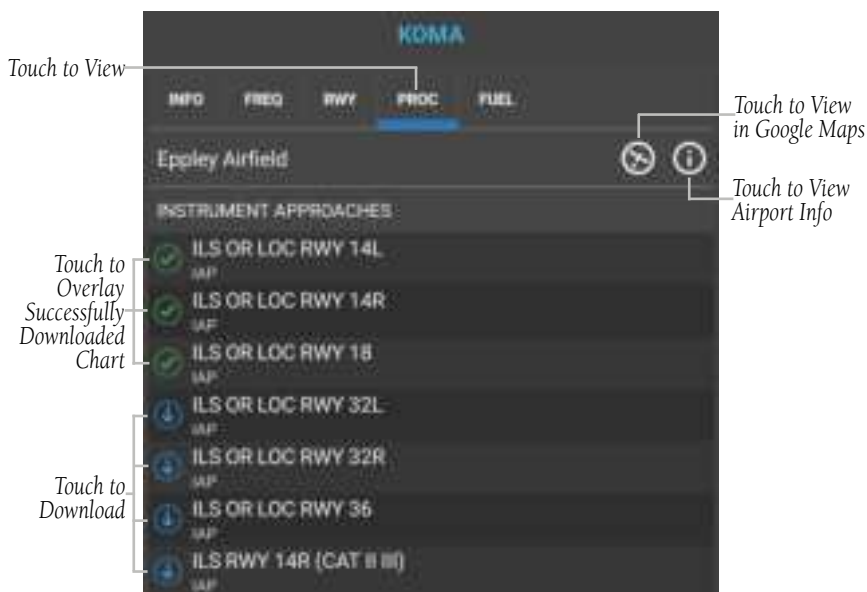 KOMA
Touch to View
INFO FREQ RWY PROC FUEL
Touch to View
in Google Maps
Eppley Airfield
Touch to View
Airport Info
INSTRUMENT APPROACHES
ILS OR LOC RWY 14L
IAP
ILS OR LOC RWY 14R
IAP
ILS OR LOC RWY 18
IAP
Touch to
Overlay
Successfully
Downloaded
Chart
ILS OR LOC RWY 32L
IAP
ILS OR LOC RWY 32R
IAP
ILS OR LOC RWY 36
IAP
ILS RWY 14R (CAT II III)
IAP
Touch to
Download